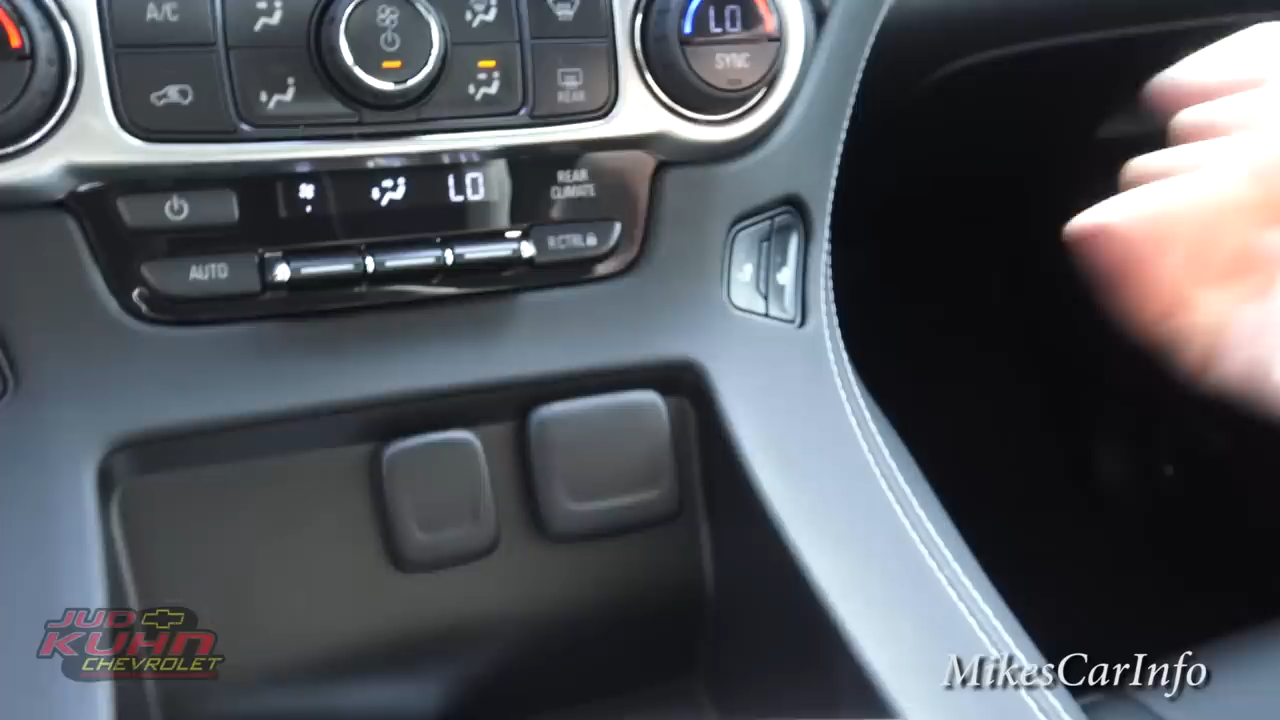 A/C
LO
SYNC
REAR
LO
REAR
CLIMATE
AUTO
R CTRL
JUD
KUHN
CHEVROLET
MikesCarInfo